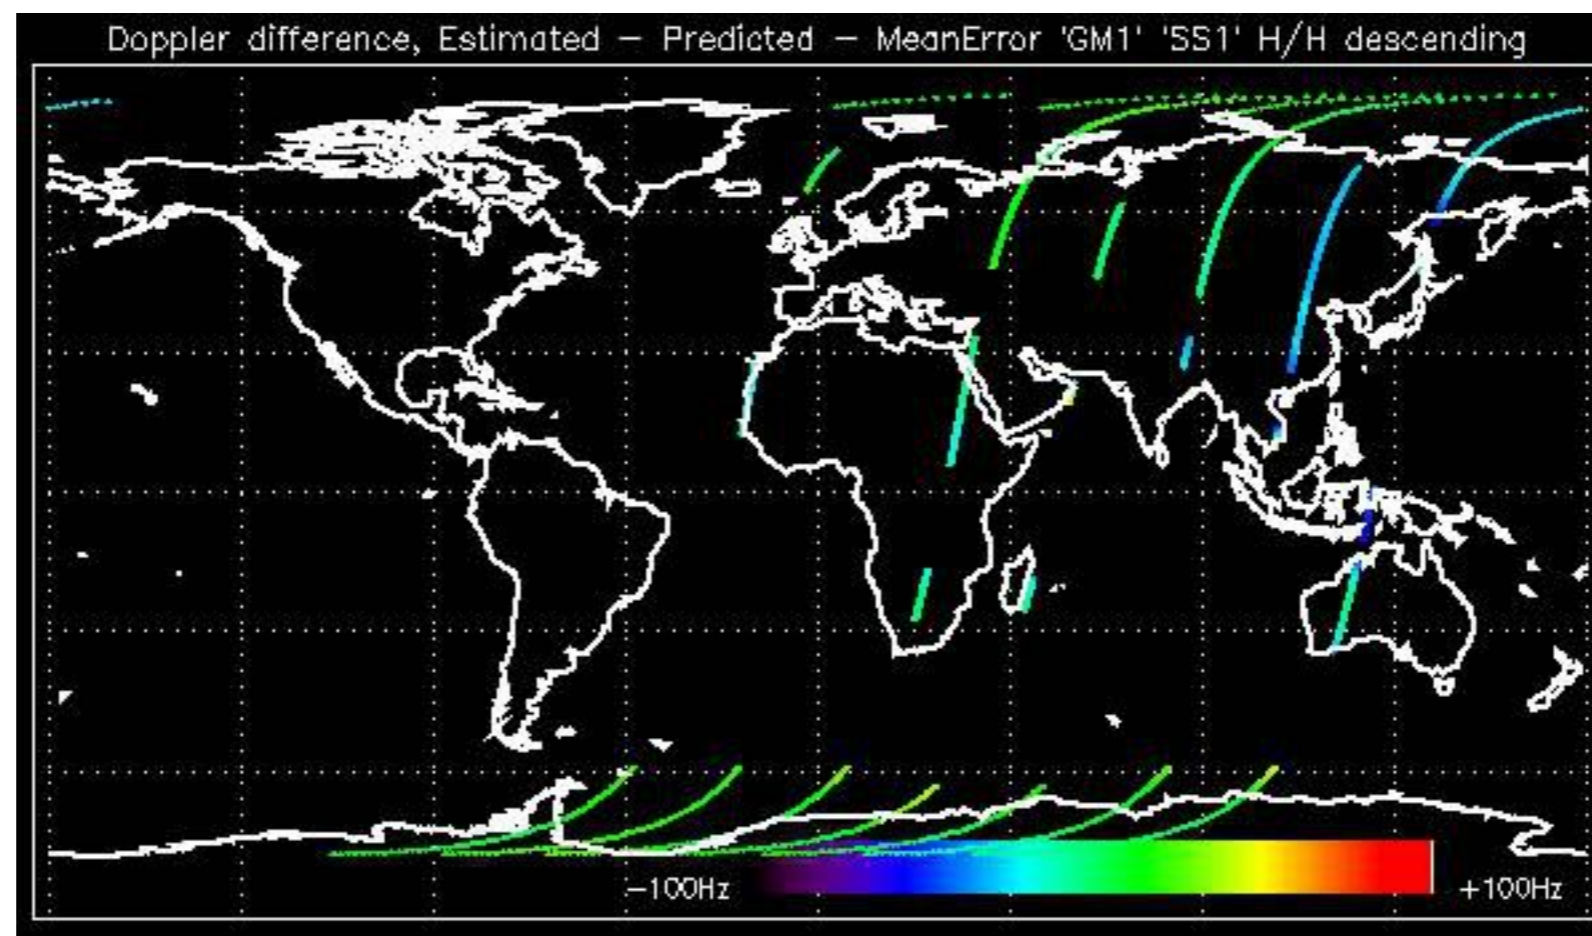 Doppler difference, Estimated − Predicted − MeanError 'GM1' 'SS1' H/H descending
−100Hz
+100Hz